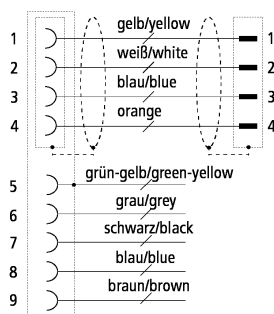 1 gelb/yellow 1
2 weiß/white 2
3 blau/blue 3
4 orange 4
5 grün-gelb/green-yellow
6 grau/grey
7 schwarz/black
8 blau/blue
9 braun/brown